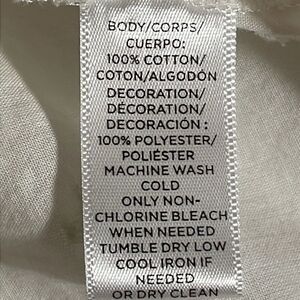 BODY/CORPS/
CUERPO:
100% COTTON/
COTON/ALGODÓN
DECORATION/
DÉCORATION/
DECORACIÓN :
100% POLYESTER/
POLIÉSTER
MACHINE WASH
COLD
ONLY NON-
CHLORINE BLEACH
WHEN NEEDED
TUMBLE DRY LOW
COOL IRON IF
NEEDED
OR DRY CLEAN